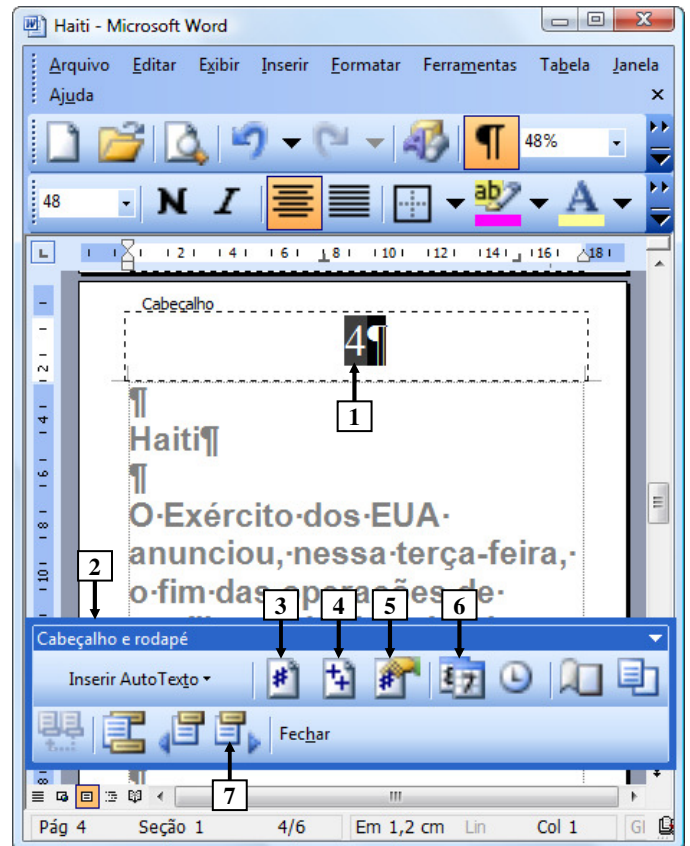 Haiti - Microsoft Word
Arquivo Editar Exibir Inserir Formatar Ferramentas Tabela Janela
Ajuda
48%
48 N I
2 4 6 8 10 12 14 16 18
Cabeçalho
4¶
1
¶
Haiti¶
¶
O·Exército·dos·EUA·
anunciou,·nessa·terça-feira,·
o·fim·das·operações·de·
2
3 4 5 6
Cabeçalho e rodapé
Inserir AutoTexto
Fechar
7
Pág 4 Seção 1 4/6 Em 1,2 cm Lin Col 1